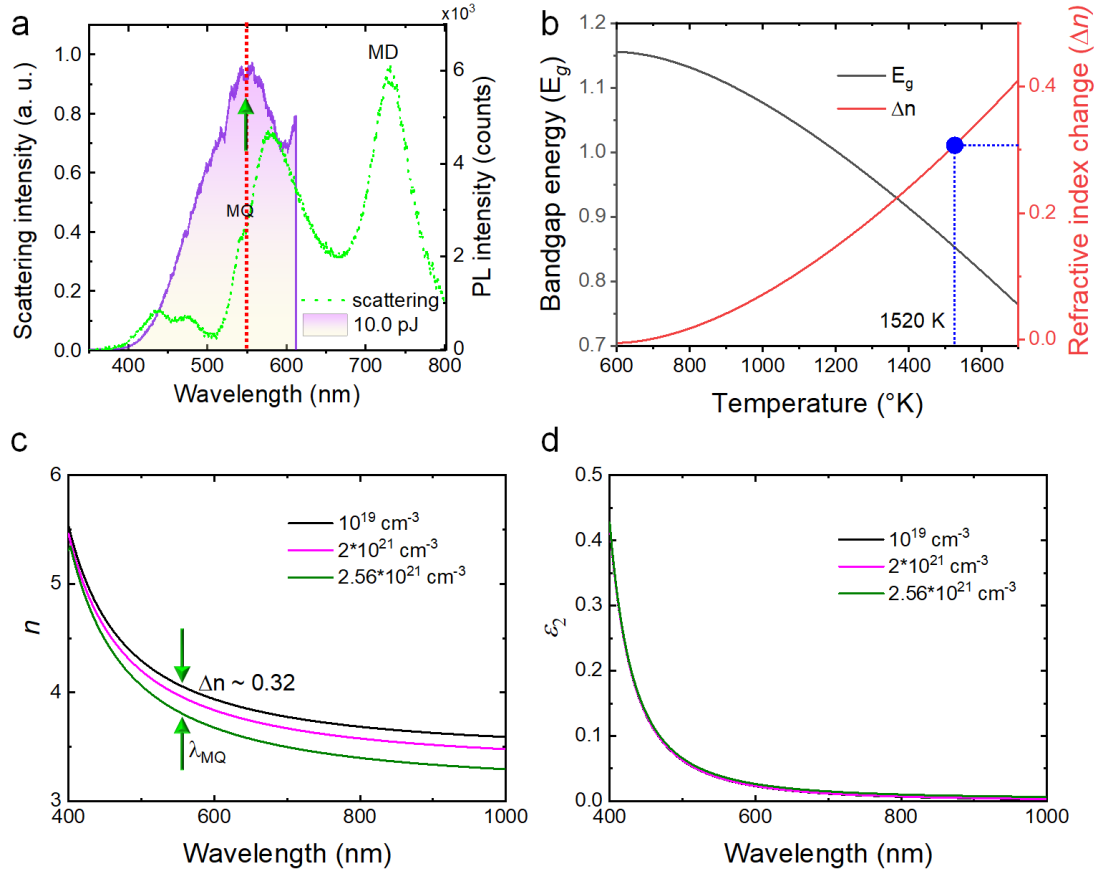 a
×10³
Scattering intensity (a. u.)
1.0
0.8
0.6
0.4
0.2
0.0
MD
MQ
scattering
10.0 pJ
6
4
2
0
PL intensity (counts)
400 500 600 700 800
Wavelength (nm)
b
Bandgap energy (E_g)
1.2
1.1
1.0
0.9
0.8
0.7
E_g
Δn
1520 K
0.4
0.2
0.0
Refractive index change (Δn)
600 800 1000 1200 1400 1600
Temperature (°K)
c
n
6
5
4
3
10¹⁹ cm⁻³
2*10²¹ cm⁻³
2.56*10²¹ cm⁻³
Δn ~ 0.32
λ_MQ
400 600 800 1000
Wavelength (nm)
d
ε₂
0.5
0.4
0.3
0.2
0.1
0.0
10¹⁹ cm⁻³
2*10²¹ cm⁻³
2.56*10²¹ cm⁻³
400 600 800 1000
Wavelength (nm)